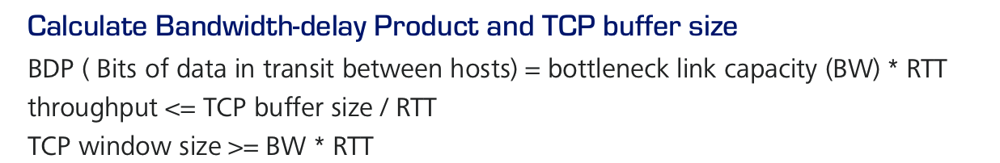 Calculate Bandwidth-delay Product and TCP buffer size
BDP ( Bits of data in transit between hosts) = bottleneck link capacity (BW) * RTT
throughput <= TCP buffer size / RTT
TCP window size >= BW * RTT